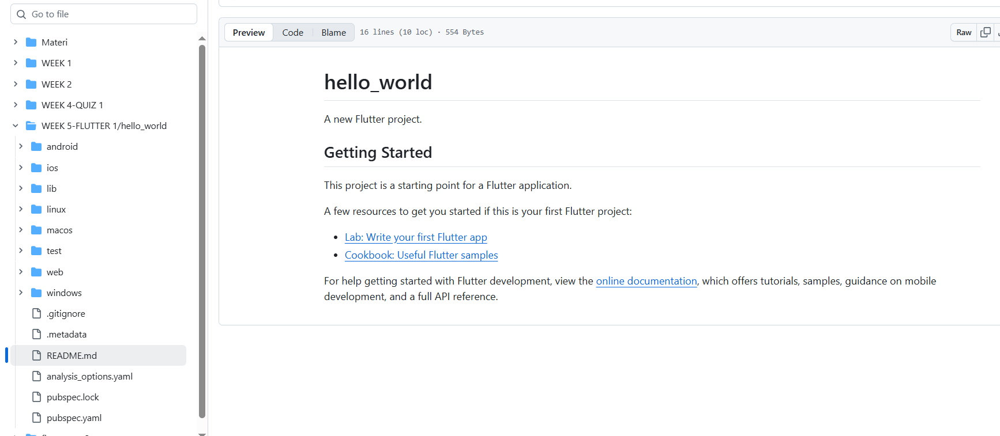 Go to file
Materi
WEEK 1
WEEK 2
WEEK 4-QUIZ 1
WEEK 5-FLUTTER 1/hello_world
android
ios
lib
linux
macos
test
web
windows
.gitignore
.metadata
README.md
analysis_options.yaml
pubspec.lock
pubspec.yaml
Preview
Code
Blame
16 lines (10 loc) · 554 Bytes
Raw
hello_world
A new Flutter project.
Getting Started
This project is a starting point for a Flutter application.
A few resources to get you started if this is your first Flutter project:
• Lab: Write your first Flutter app
• Cookbook: Useful Flutter samples
For help getting started with Flutter development, view the online documentation, which offers tutorials, samples, guidance on mobile
development, and a full API reference.